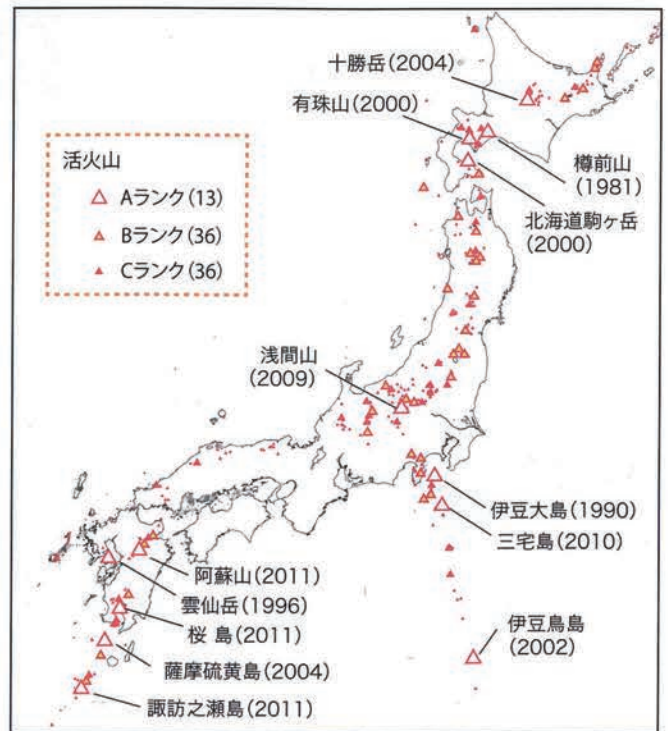 十勝岳(2004)
有珠山(2000)
活火山
Aランク(13)
Bランク(36)
Cランク(36)
樽前山
(1981)
北海道駒ヶ岳
(2000)
浅間山
(2009)
伊豆大島(1990)
三宅島(2010)
阿蘇山(2011)
雲仙岳(1996)
桜 島(2011)
伊豆鳥島
(2002)
薩摩硫黄島(2004)
諏訪之瀬島(2011)